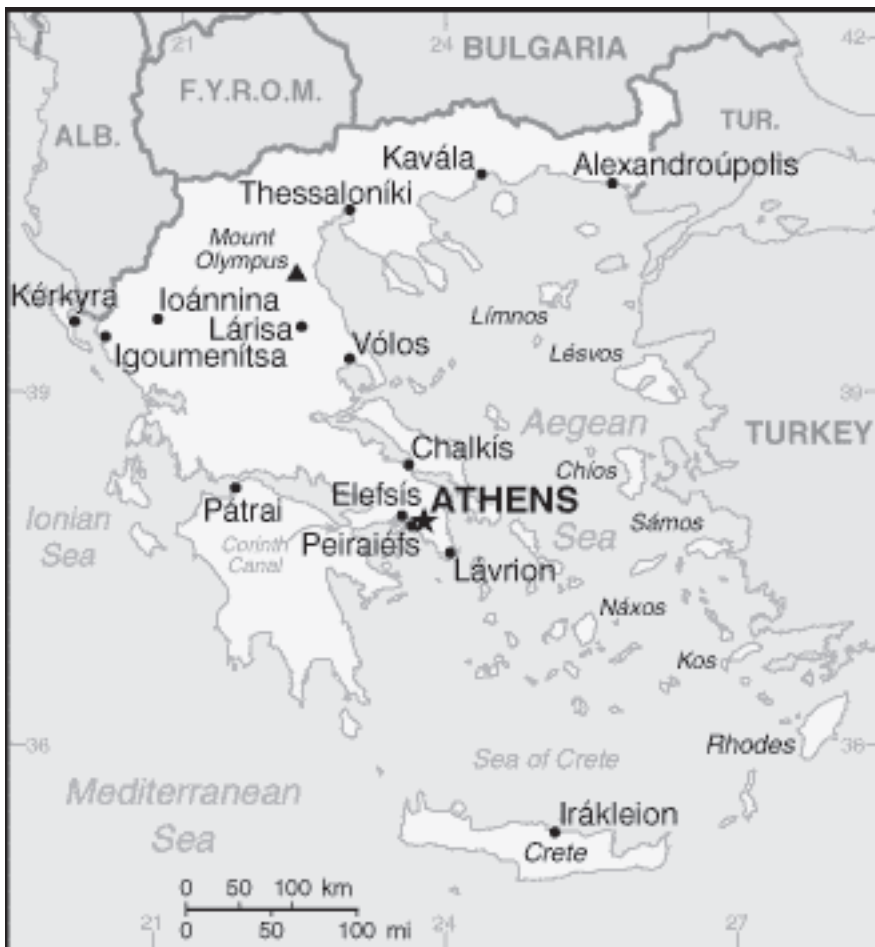 21
24
42
BULGARIA
F.Y.R.O.M.
ALB.
TUR.
Kavála
Alexandroúpolis
Thessaloníki
Mount
Olympus
Kérkyra
Ioánnina
Lárisa
Igoumenítsa
Vólos
Límnos
Lésvos
39
39
Aegean
Sea
TURKEY
Chalkís
Chíos
Elefsís
ATHENS
Pátrai
Ionian
Sea
Corinth
Canal
Peiraiéfs
Sámos
Lávrion
Náxos
Kos
36
Rhodes
36
Sea of Crete
Mediterranean
Sea
Irákleion
Crete
0 50 100 km
0 50 100 mi
21
24
27